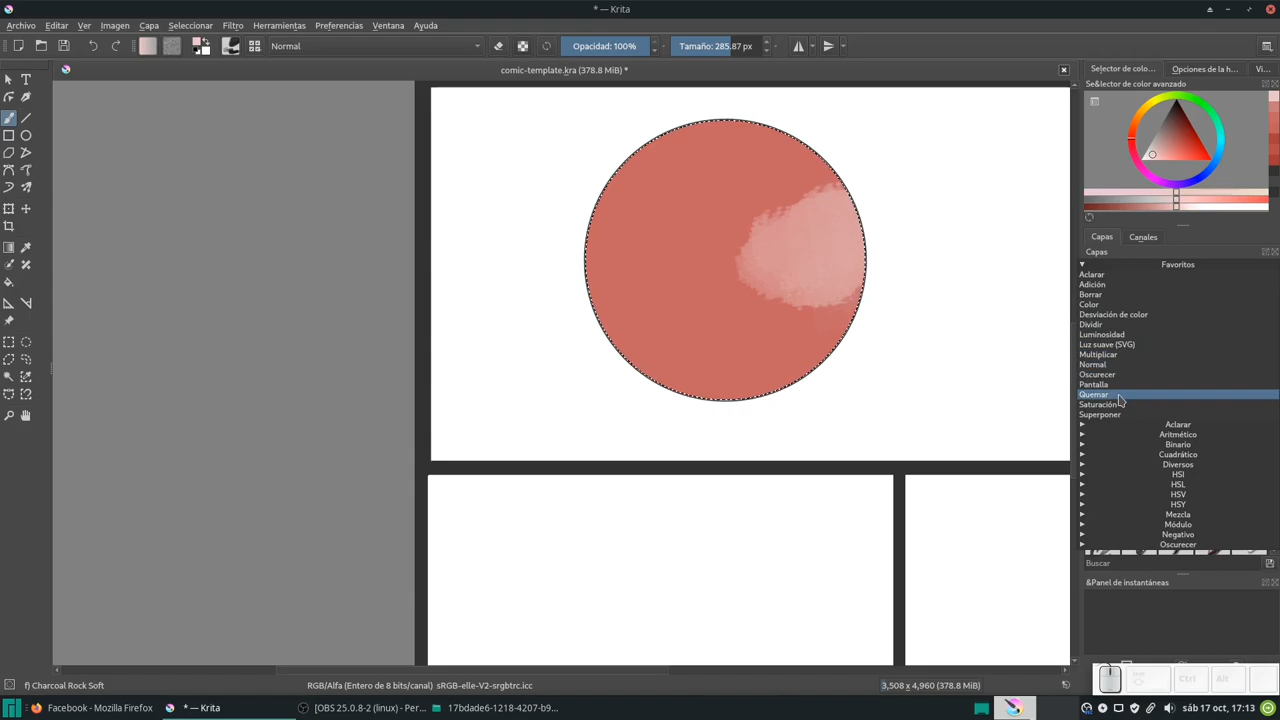 * — Krita
Archivo Editar Ver Imagen Capa Seleccionar Filtro Herramientas Preferencias Ventana Ayuda
Normal Opacidad: 100% Tamaño: 285.87 px
comic-template.kra (378.8 MiB) *
Selector de colo... Opciones de la h... Vi...
Se&lector de color avanzado
Capas Canales
Capas
Favoritos
Aclarar
Adición
Borrar
Color
Desviación de color
Dividir
Luminosidad
Luz suave (SVG)
Multiplicar
Normal
Oscurecer
Pantalla
Quemar
Saturación
Superponer
Aclarar
Aritmético
Binario
Cuadrático
Diversos
HSI
HSL
HSV
HSY
Mezcla
Módulo
Negativo
Oscurecer
Buscar
&Panel de instantáneas
f) Charcoal Rock Soft RGB/Alfa (Entero de 8 bits/canal) sRGB-elle-V2-srgbtrc.icc 3,508 x 4,960 (378.8 MiB)
Ctrl Alt
Facebook — Mozilla Firefox * — Krita [OBS 25.0.8-2 (linux) - Per... 17bdade6-1218-4207-b9... sáb 17 oct, 17:13